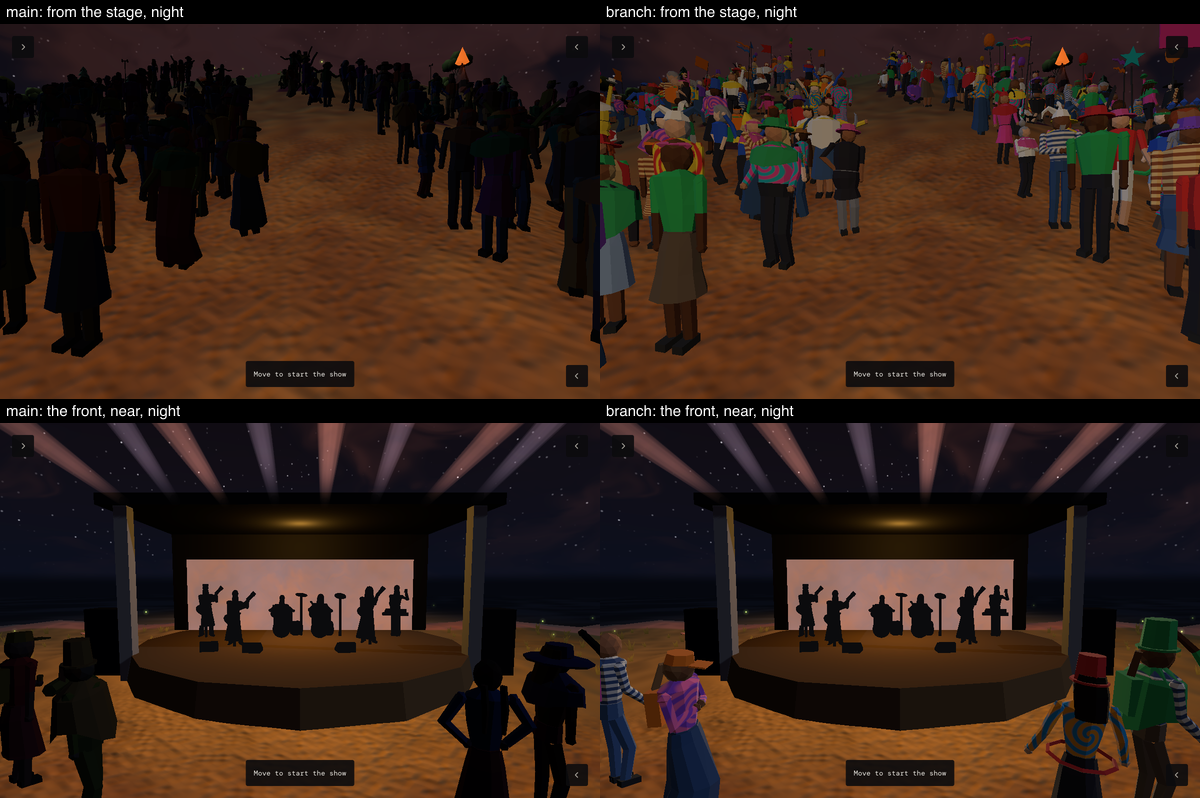 main: from the stage, night
branch: from the stage, night
Move to start the show
Move to start the show
main: the front, near, night
branch: the front, near, night
Move to start the show
Move to start the show